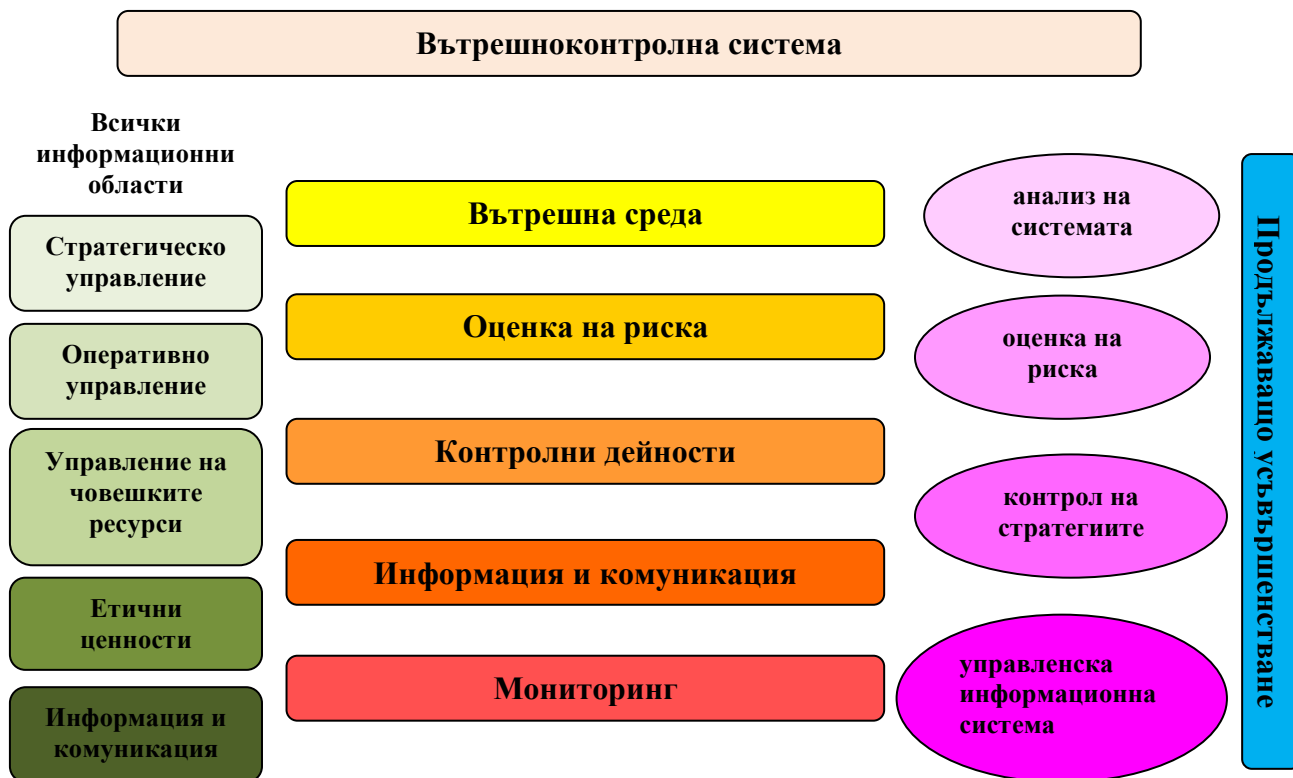 Вътрешноконтролна система
Всички
информационни
области
Стратегическо
управление
Оперативно
управление
Управление на
човешките
ресурси
Етични
ценности
Информация и
комуникация
Вътрешна среда
Оценка на риска
Контролни дейности
Информация и комуникация
Мониторинг
анализ на
системата
оценка на
риска
контрол на
стратегиите
управленска
информационна
система
Продължаващо усъвършенстване